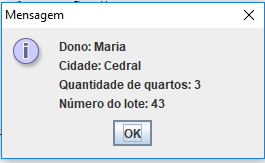 Mensagem
Dono: Maria
Cidade: Cedral
Quantidade de quartos: 3
Número do lote: 43
OK